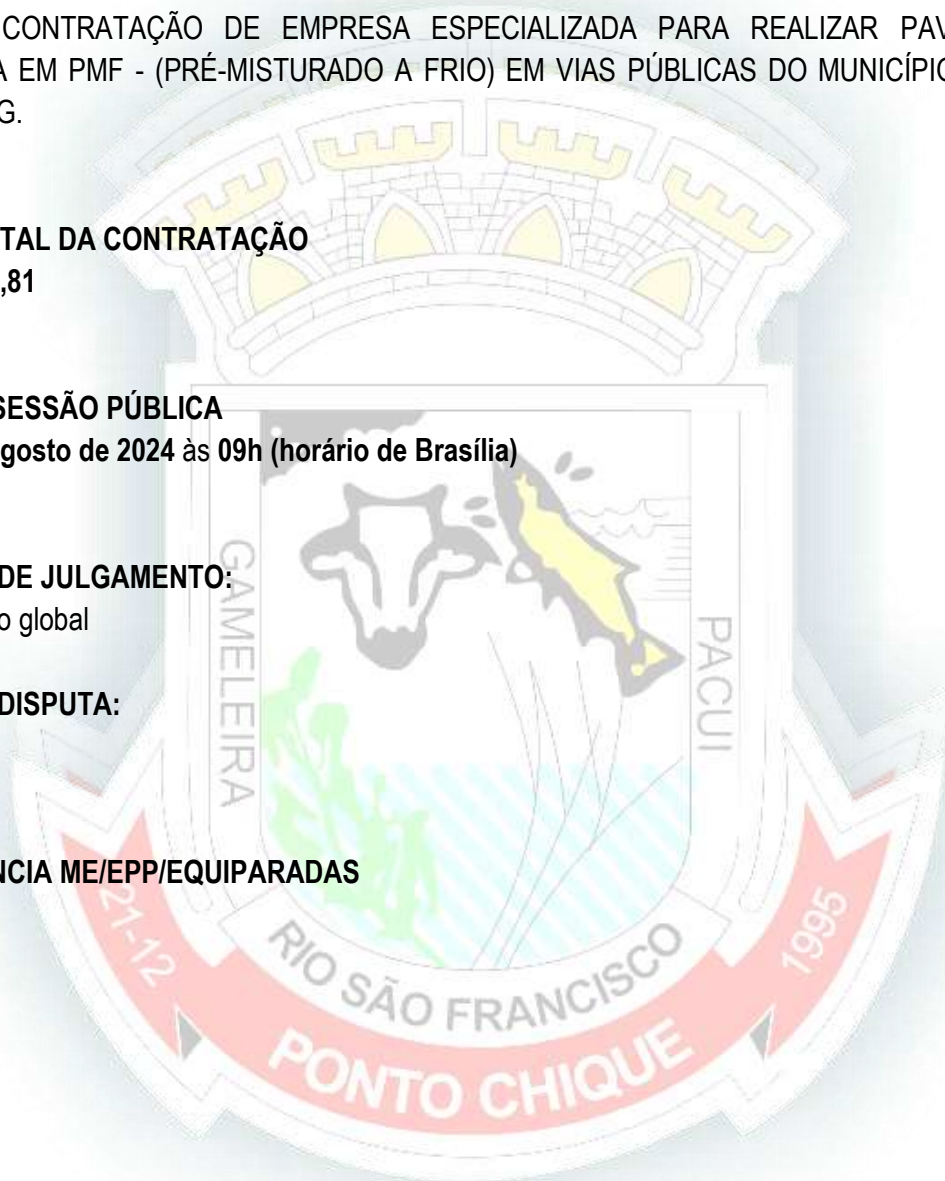 CONTRATAÇÃO DE EMPRESA ESPECIALIZADA PARA REALIZAR PAV
A EM PMF - (PRÉ-MISTURADO A FRIO) EM VIAS PÚBLICAS DO MUNICÍPIO
G.
TAL DA CONTRATAÇÃO
,81
SESSÃO PÚBLICA
gosto de 2024 às 09h (horário de Brasília)
DE JULGAMENTO:
o global
DISPUTA:
NCIA ME/EPP/EQUIPARADAS
GAMELEIRA
PACUI
RIO SÃO FRANCISCO
21-12
PONTO CHIQUE
1995